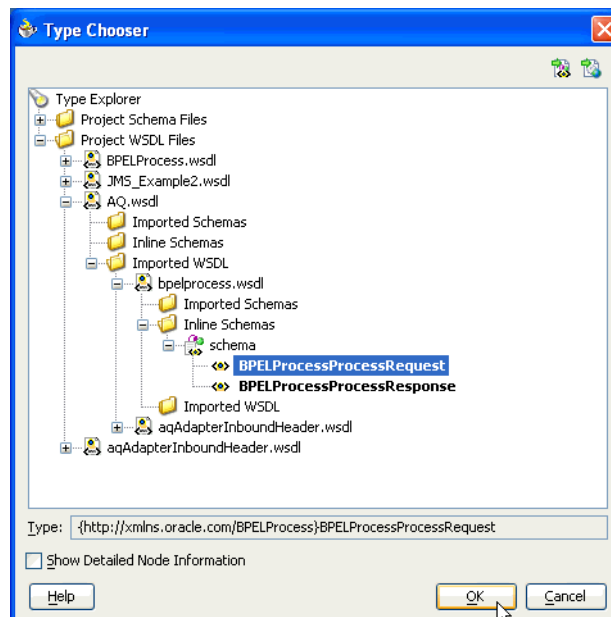 Type Chooser
Type Explorer
Project Schema Files
Project WSDL Files
BPELProcess.wsdl
JMS_Example2.wsdl
AQ.wsdl
Imported Schemas
Inline Schemas
Imported WSDL
bpelprocess.wsdl
Imported Schemas
Inline Schemas
schema
BPELProcessProcessRequest
BPELProcessProcessResponse
Imported WSDL
aqAdapterInboundHeader.wsdl
aqAdapterInboundHeader.wsdl
Type: {http://xmlns.oracle.com/BPELProcess}BPELProcessProcessRequest
Show Detailed Node Information
Help OK Cancel